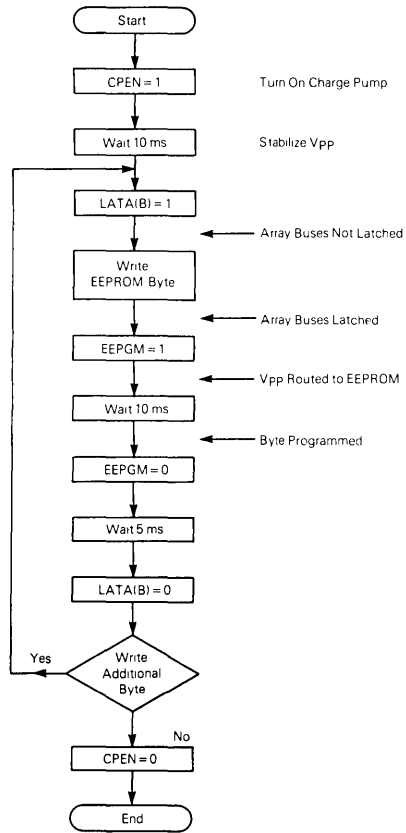 Start
CPEN = 1
Turn On Charge Pump
Wait 10 ms
Stabilize Vpp
LATA(B) = 1
Array Buses Not Latched
Write
EEPROM Byte
Array Buses Latched
EEPGM = 1
Vpp Routed to EEPROM
Wait 10 ms
Byte Programmed
EEPGM = 0
Wait 5 ms
LATA(B) = 0
Yes
Write
Additional
Byte
No
CPEN = 0
End